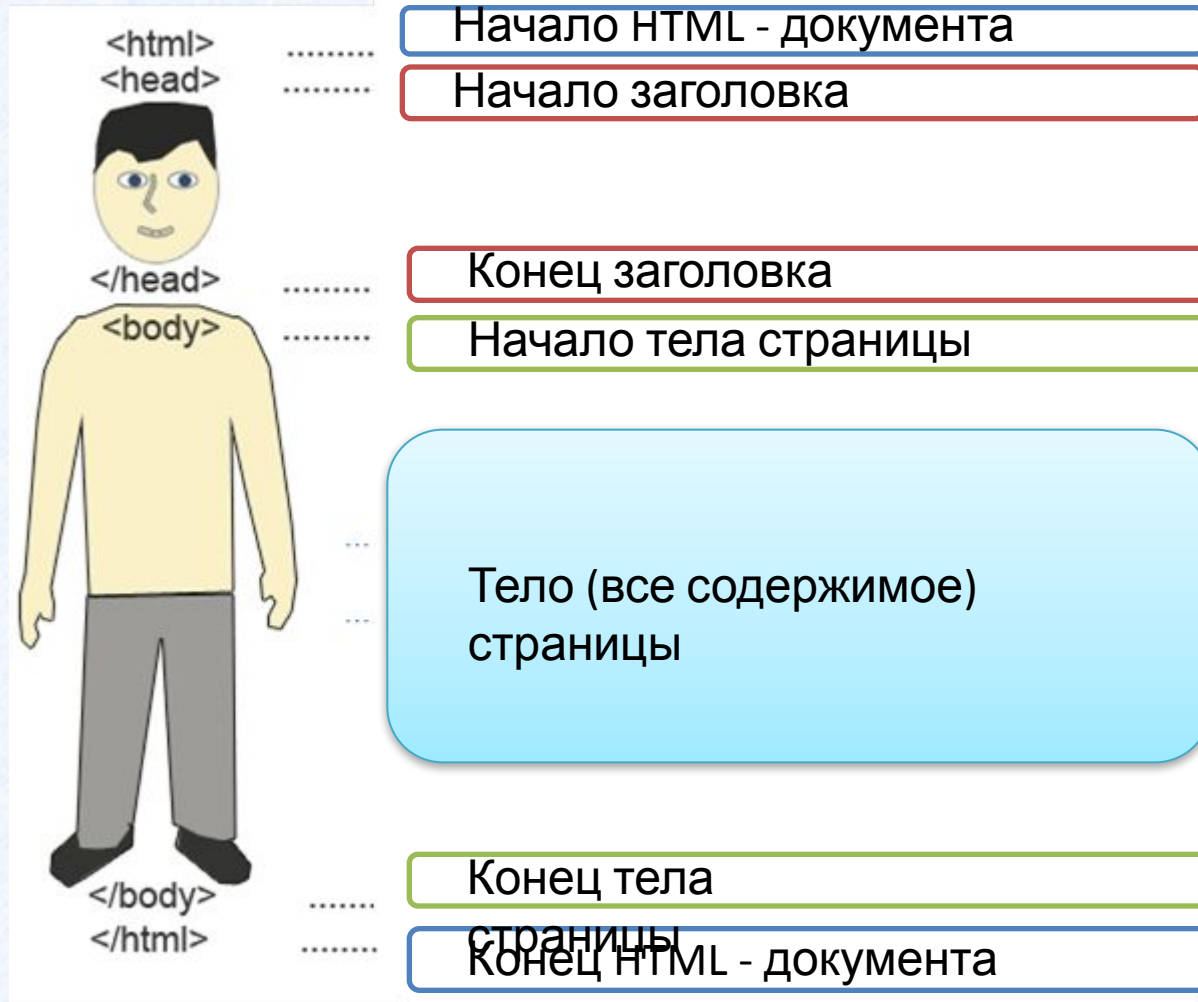 <html> ......... Начало HTML - документа
<head> ......... Начало заголовка
</head> ......... Конец заголовка
<body> ......... Начало тела страницы
...
Тело (все содержимое)
...
страницы
</body> ....... Конец тела
страницы
</html> ........ Конец HTML - документа